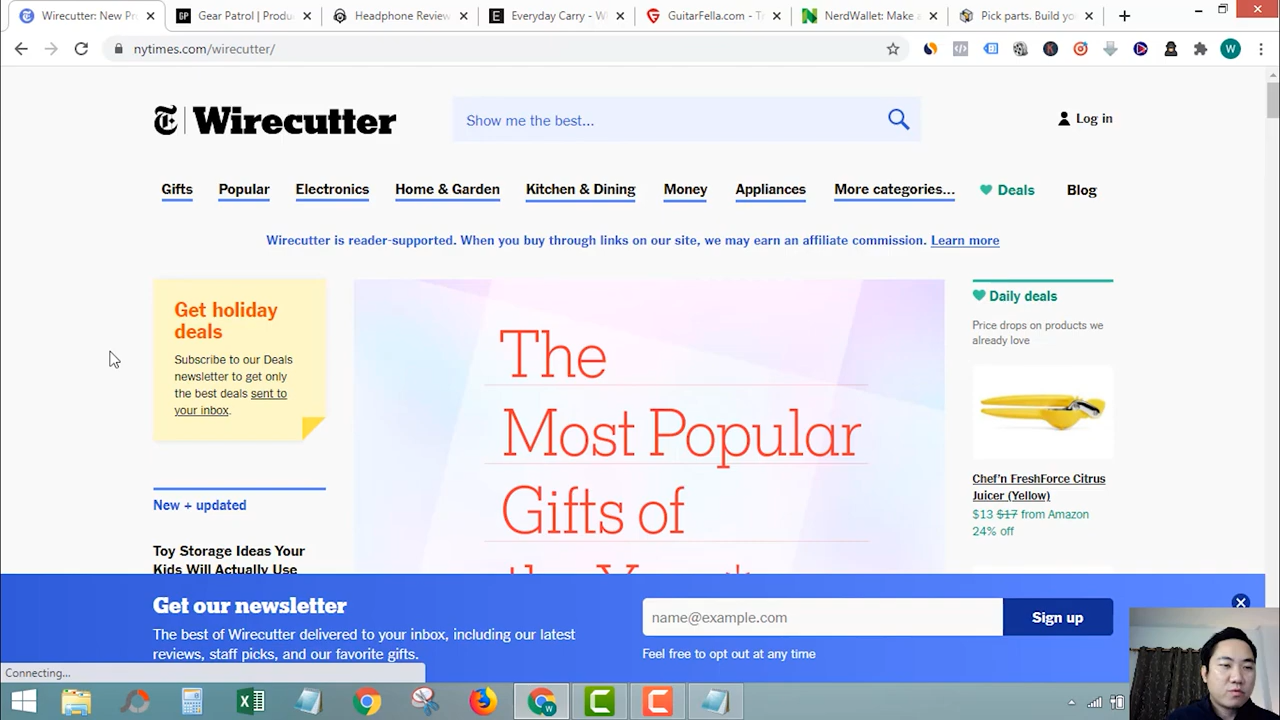 Wirecutter: New Pr
Gear Patrol | Produc
Headphone Review
Everyday Carry - W
GuitarFella.com - T
NerdWallet: Make a
Pick parts. Build yo
nytimes.com/wirecutter/
W
Wirecutter
Show me the best...
Log in
Gifts Popular Electronics Home & Garden Kitchen & Dining Money Appliances More categories... Deals Blog
Wirecutter is reader-supported. When you buy through links on our site, we may earn an affiliate commission. Learn more
Get holiday
deals
Subscribe to our Deals
newsletter to get only
the best deals sent to
your inbox.
New + updated
Toy Storage Ideas Your
Kids Will Actually Use
The
Most Popular
Gifts of
Daily deals
Price drops on products we
already love
Chef'n FreshForce Citrus
Juicer (Yellow)
$13 $17 from Amazon
24% off
Get our newsletter
The best of Wirecutter delivered to your inbox, including our latest
reviews, staff picks, and our favorite gifts.
name@example.com
Sign up
Feel free to opt out at any time
Connecting...